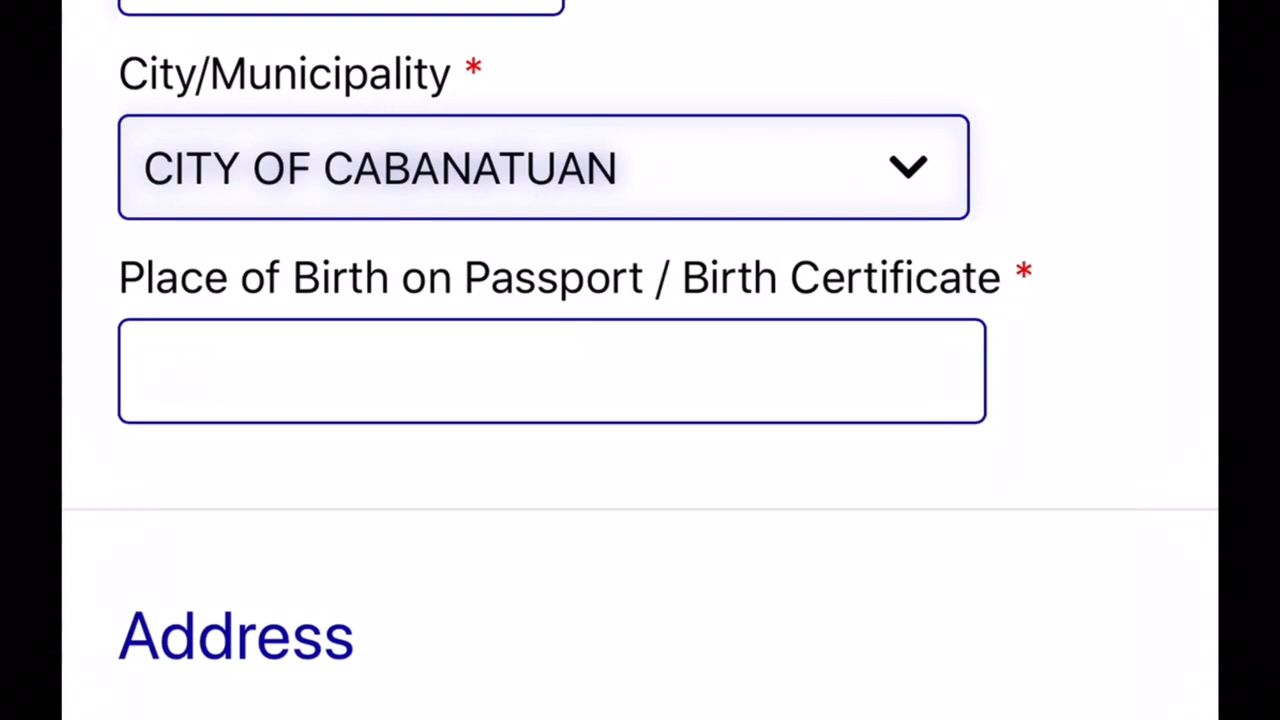 City/Municipality *
CITY OF CABANATUAN
Place of Birth on Passport / Birth Certificate *
Address